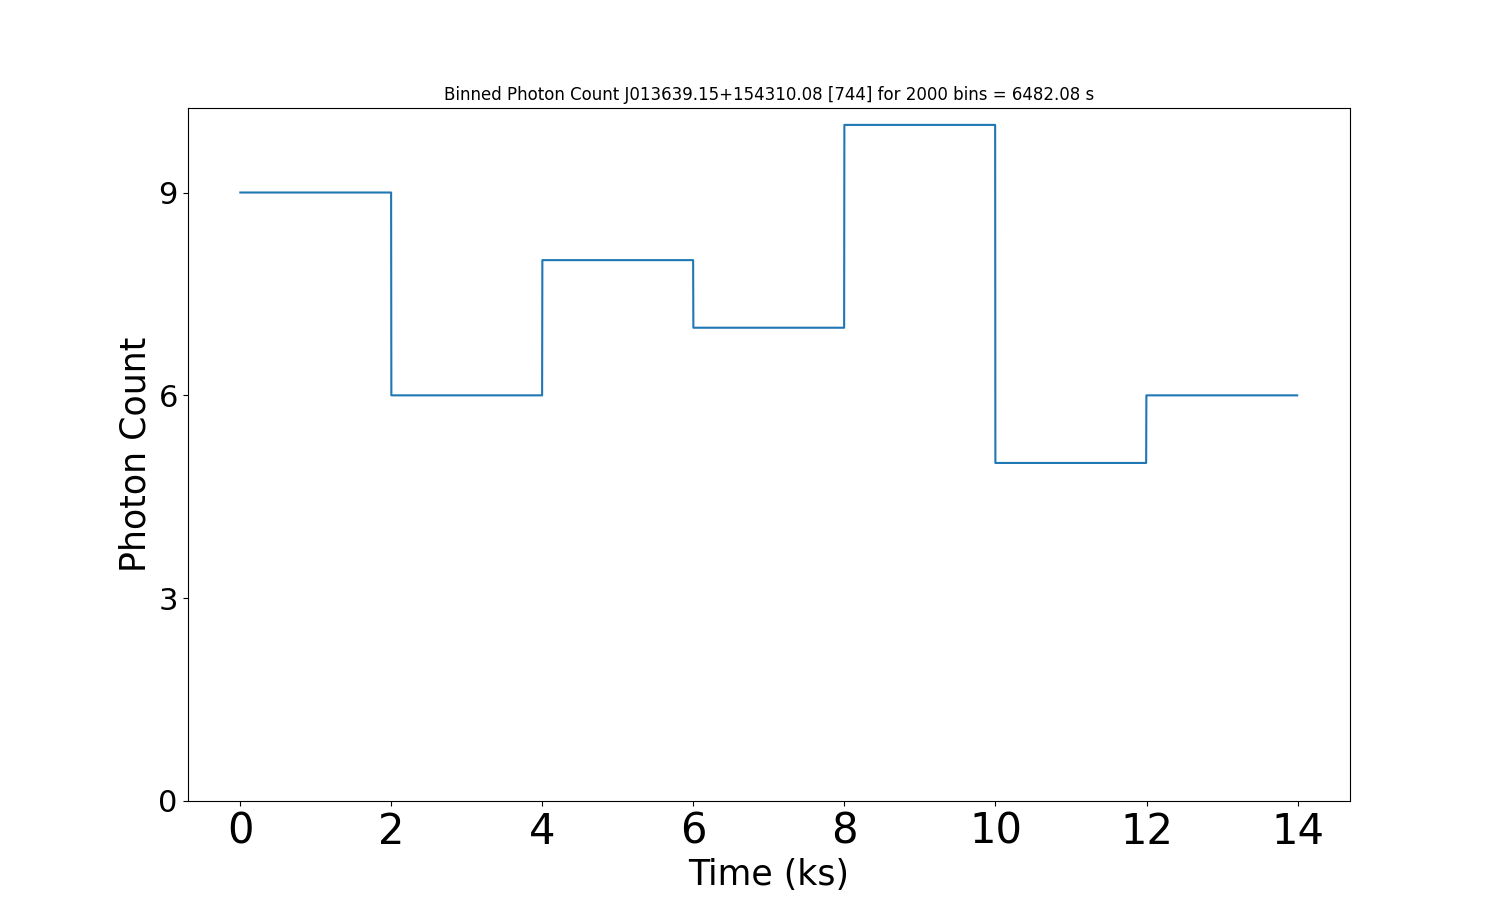 Binned Photon Count J013639.15+154310.08 [744] for 2000 bins = 6482.08 s
Photon Count
9
6
3
0
0 2 4 6 8 10 12 14
Time (ks)